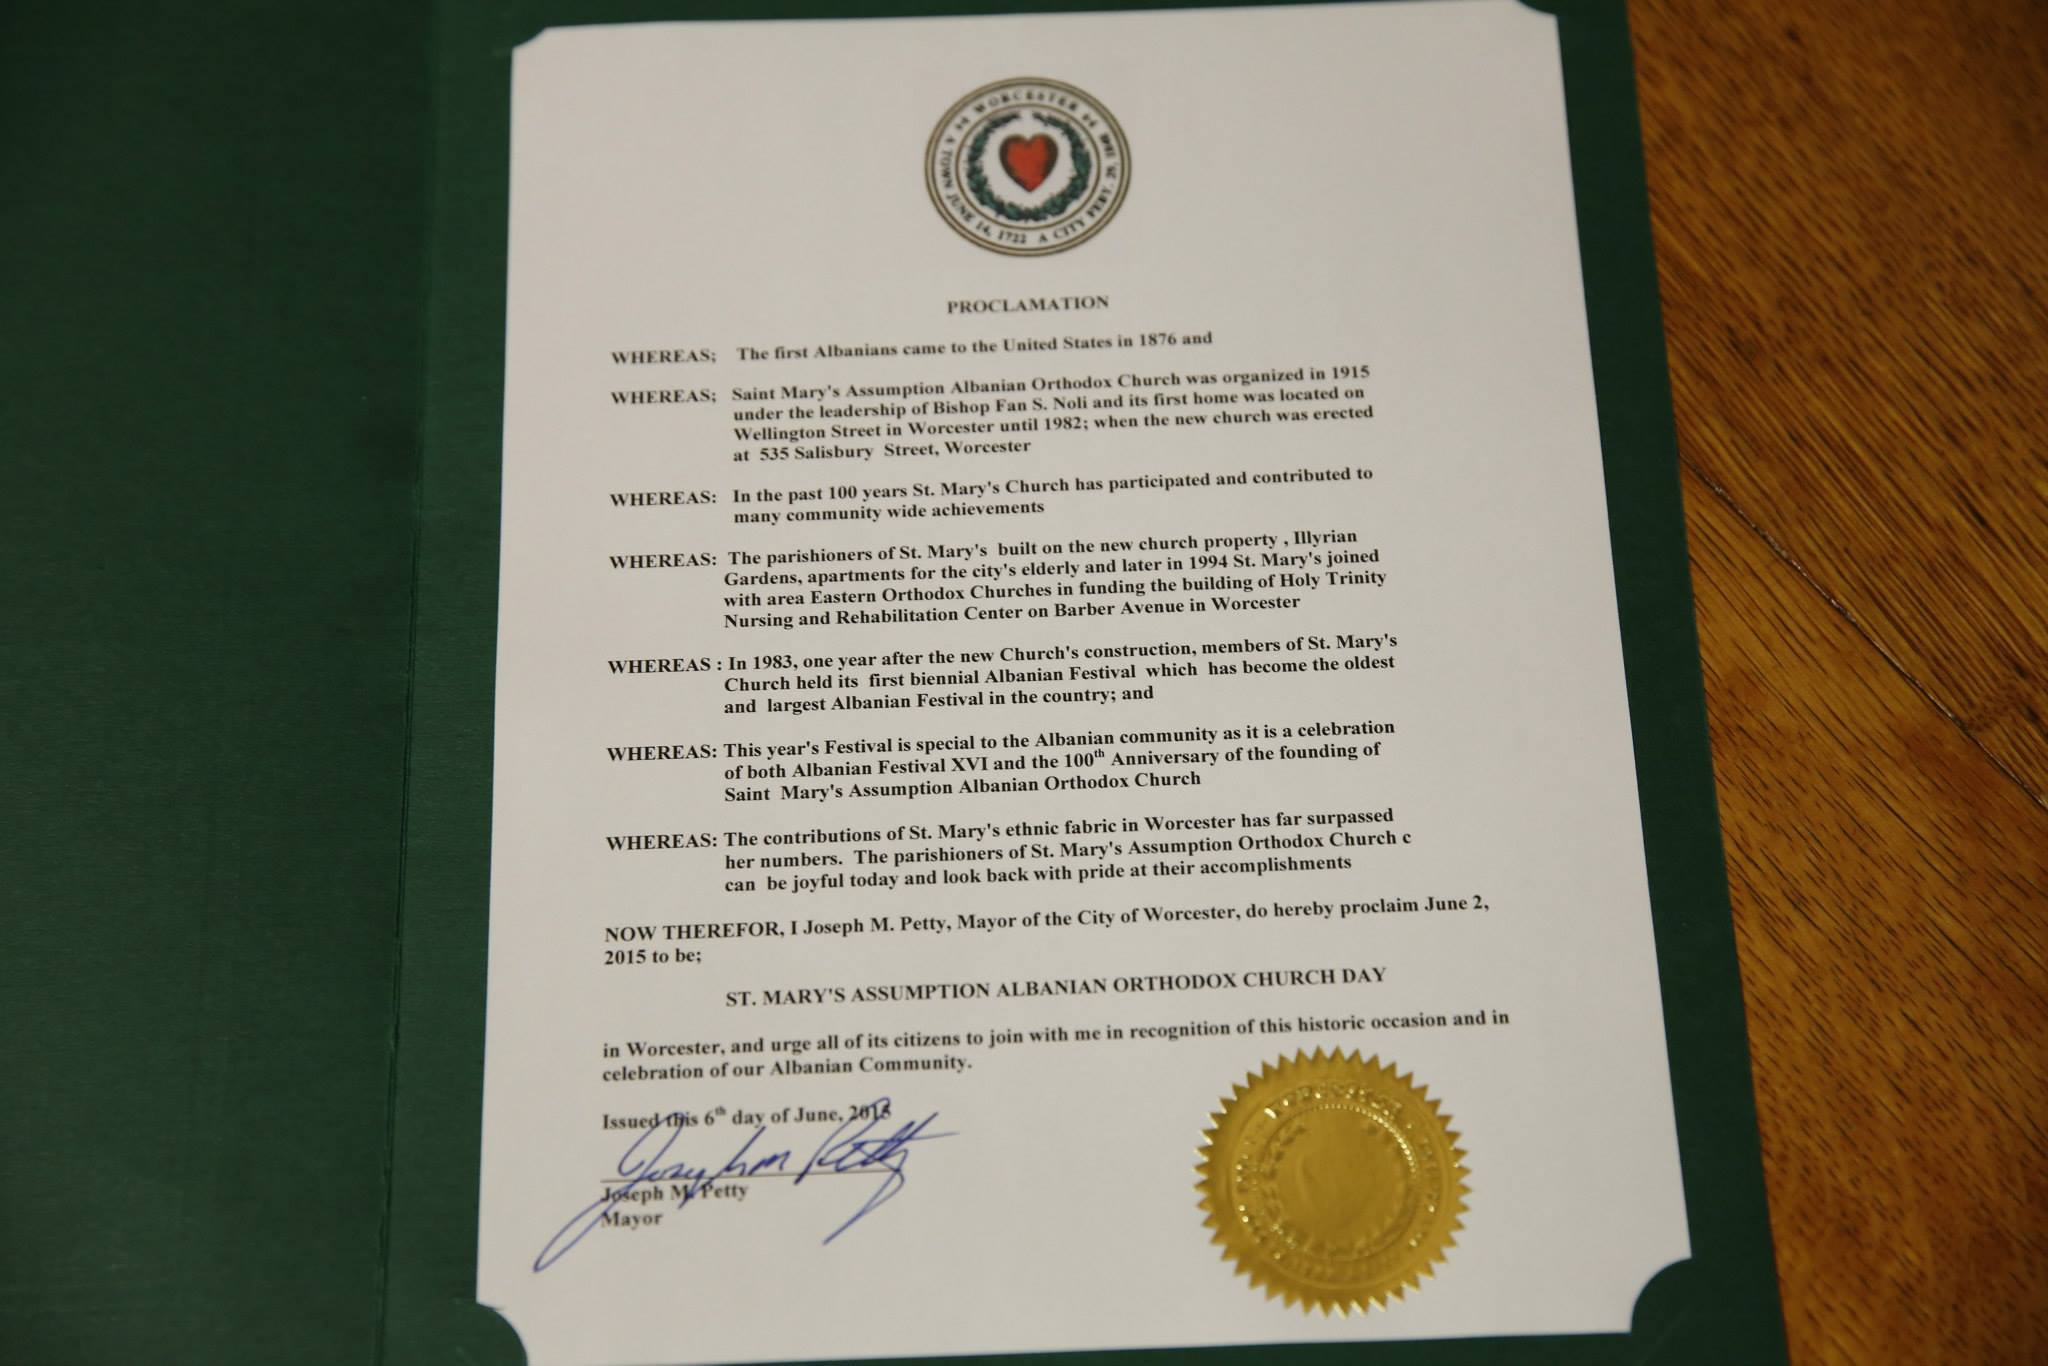 WORCESTER
A TOWN JUNE 14, 1722 A CITY FEBY. 29,
PROCLAMATION
WHEREAS; The first Albanians came to the United States in 1876 and
WHEREAS; Saint Mary's Assumption Albanian Orthodox Church was organized in 1915
under the leadership of Bishop Fan S. Noli and its first home was located on
Wellington Street in Worcester until 1982; when the new church was erected
at 535 Salisbury Street, Worcester
WHEREAS: In the past 100 years St. Mary's Church has participated and contributed to
many community wide achievements
WHEREAS: The parishioners of St. Mary's built on the new church property , Illyrian
Gardens, apartments for the city's elderly and later in 1994 St. Mary's joined
with area Eastern Orthodox Churches in funding the building of Holy Trinity
Nursing and Rehabilitation Center on Barber Avenue in Worcester
WHEREAS : In 1983, one year after the new Church's construction, members of St. Mary's
Church held its first biennial Albanian Festival which has become the oldest
and largest Albanian Festival in the country; and
WHEREAS: This year's Festival is special to the Albanian community as it is a celebration
of both Albanian Festival XVI and the 100th Anniversary of the founding of
Saint Mary's Assumption Albanian Orthodox Church
WHEREAS: The contributions of St. Mary's ethnic fabric in Worcester has far surpassed
her numbers. The parishioners of St. Mary's Assumption Orthodox Church c
can be joyful today and look back with pride at their accomplishments
NOW THEREFOR, I Joseph M. Petty, Mayor of the City of Worcester, do hereby proclaim June 2,
2015 to be;
ST. MARY'S ASSUMPTION ALBANIAN ORTHODOX CHURCH DAY
in Worcester, and urge all of its citizens to join with me in recognition of this historic occasion and in
celebration of our Albanian Community.
Issued this 6th day of June, 2015
Joseph M Petty
Joseph M. Petty
Mayor